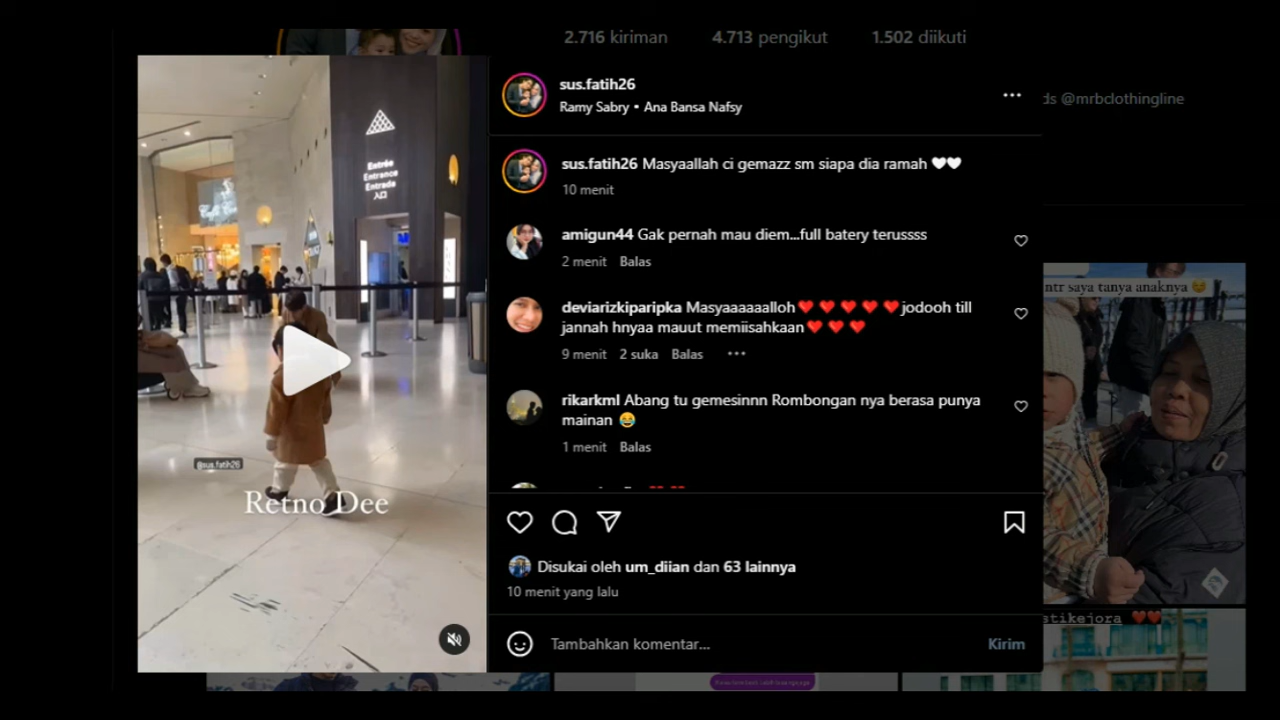 2.716 kiriman 4.713 pengikut 1.502 diikuti
ds @mrbclothingline
sus.fatih26
Ramy Sabry • Ana Bansa Nafsy
sus.fatih26 Masyaallah ci gemazz sm siapa dia ramah 🤍🤍
10 menit
amigun44 Gak pernah mau diem...full batery terussss
2 menit Balas
deviarizkiparipka Masyaaaaaalloh❤️❤️❤️❤️❤️jodooh till
jannah hnyaa mauut memiisahkaan❤️❤️❤️
9 menit 2 suka Balas
rikarkml Abang tu gemesinnn Rombongan nya berasa punya
mainan 😂
1 menit Balas
Disukai oleh um_diian dan 63 lainnya
10 menit yang lalu
Tambahkan komentar...
Kirim
Entrée
Entrance
Entrada
入口
@sus.fatih26
Retno Dee
ntr saya tanya anaknya 😊
stikejora ❤️❤️